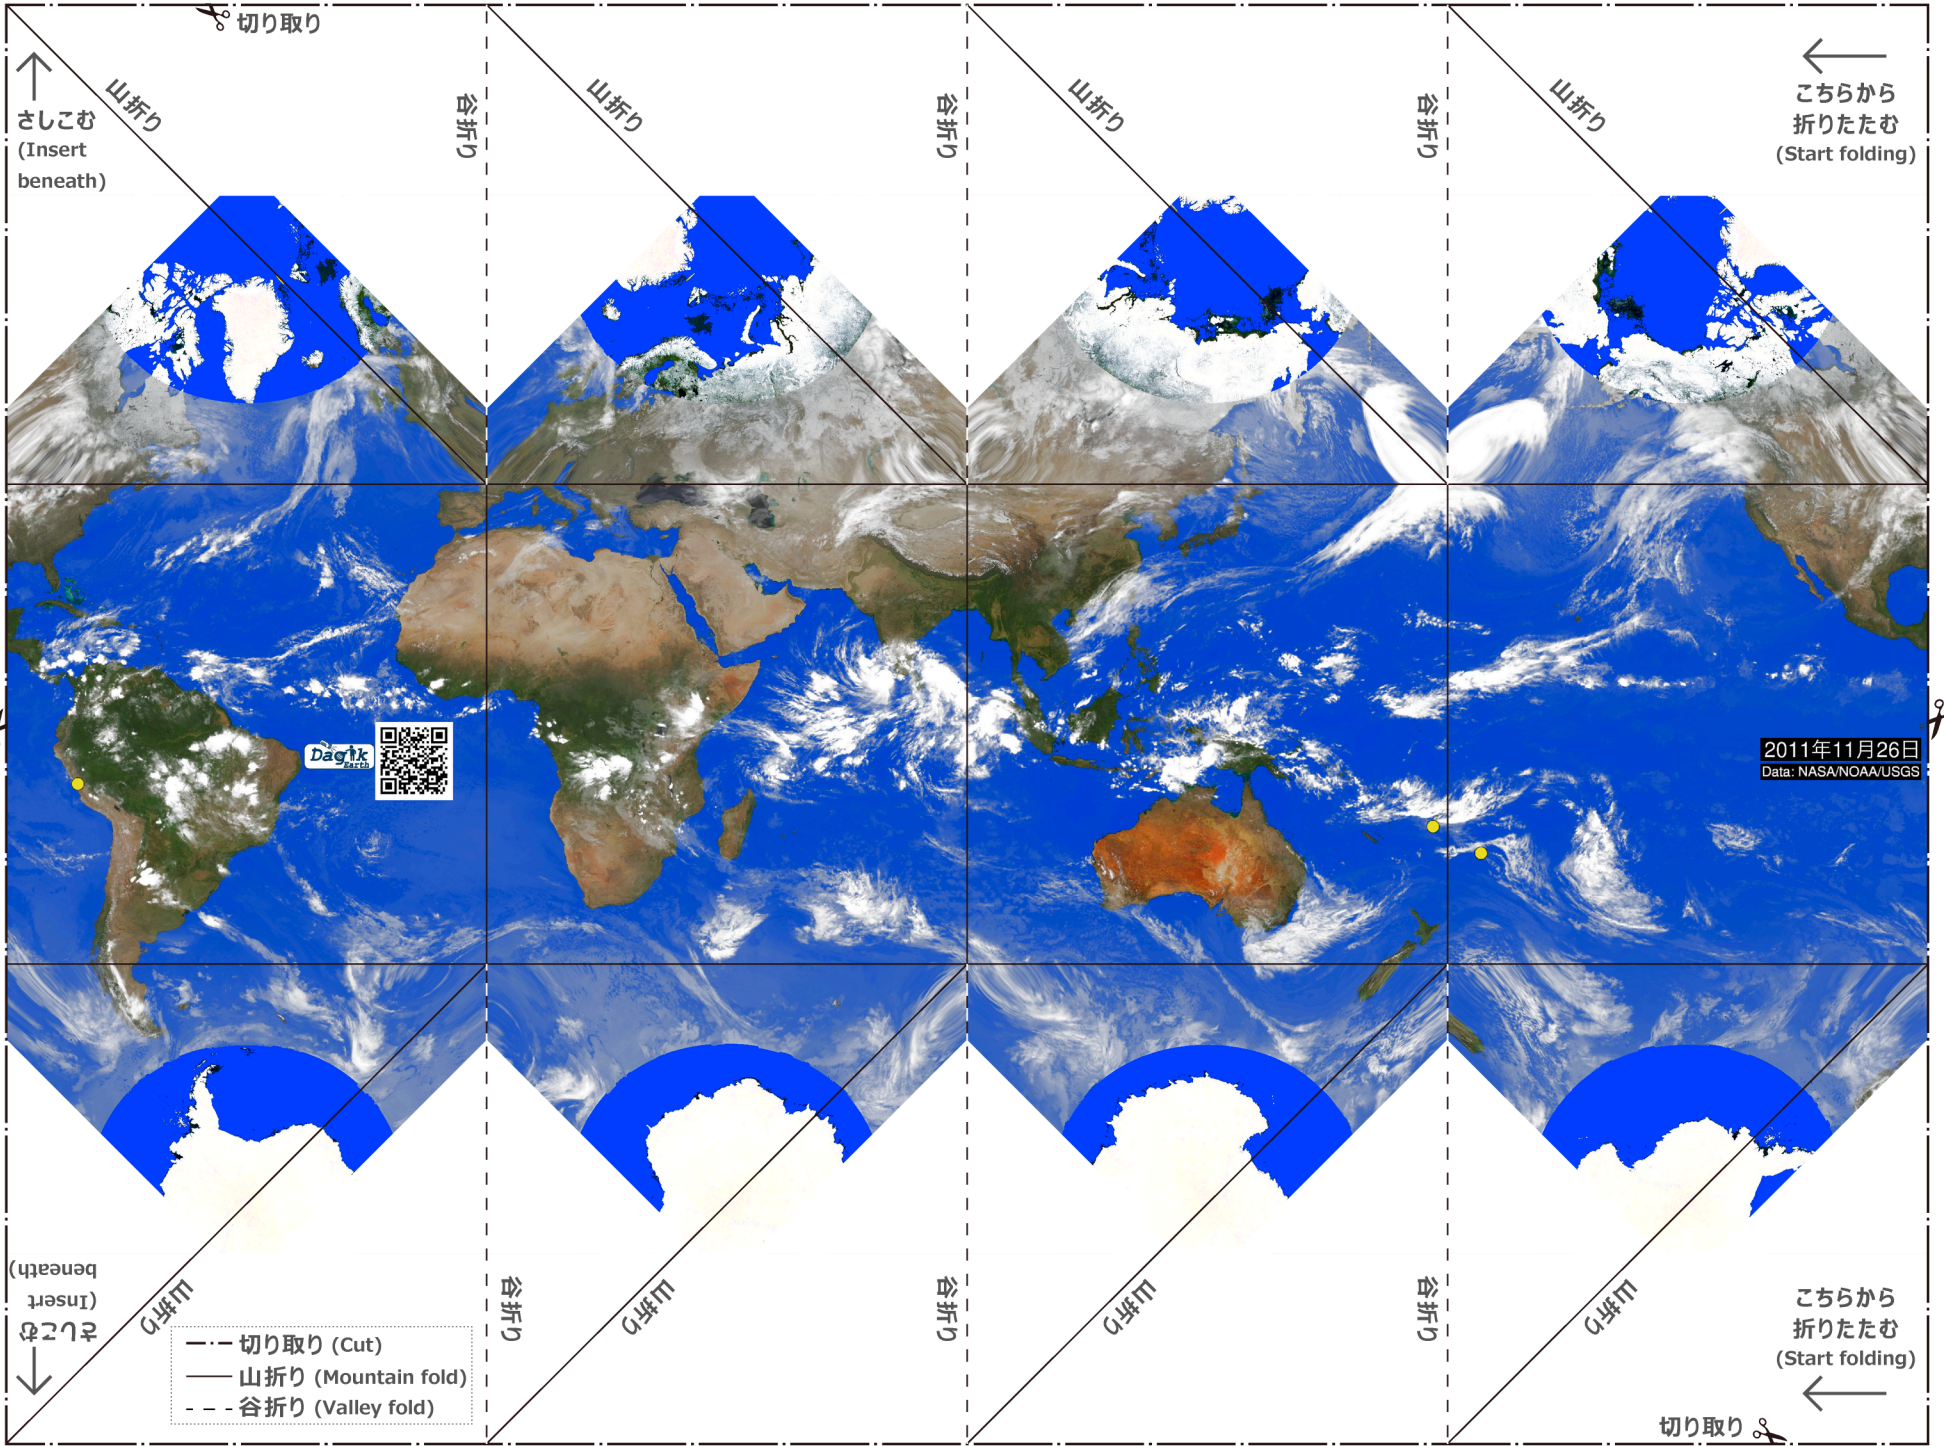 切り取り
さしこむ
(Insert
beneath)
山折り
谷折り
山折り
谷折り
山折り
谷折り
山折り
こちらから
折りたたむ
(Start folding)
Dagik
Earth
2011年11月26日
Data: NASA/NOAA/USGS
さしこむ
(Insert
beneath)
山折り
谷折り
山折り
谷折り
山折り
谷折り
山折り
こちらから
折りたたむ
(Start folding)
切り取り (Cut)
山折り (Mountain fold)
谷折り (Valley fold)
切り取り